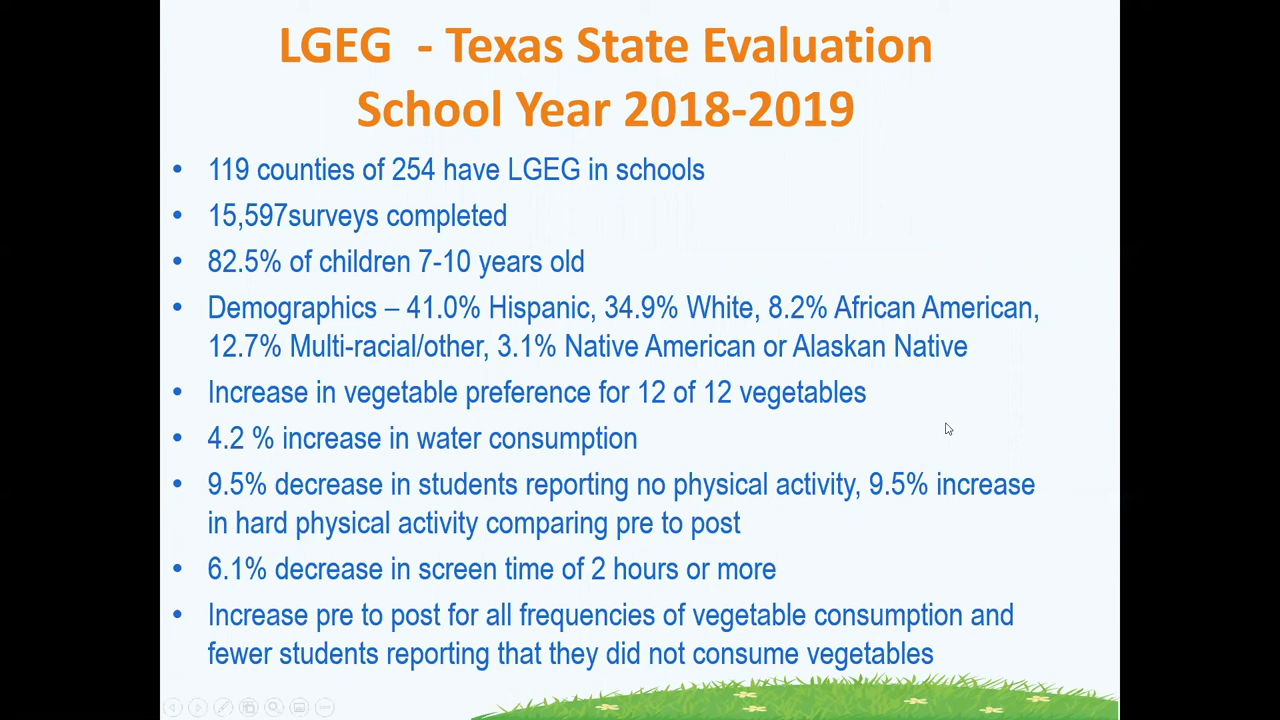 LGEG - Texas State Evaluation
School Year 2018-2019
• 119 counties of 254 have LGEG in schools
• 15,597surveys completed
• 82.5% of children 7-10 years old
• Demographics – 41.0% Hispanic, 34.9% White, 8.2% African American,
12.7% Multi-racial/other, 3.1% Native American or Alaskan Native
• Increase in vegetable preference for 12 of 12 vegetables
• 4.2 % increase in water consumption
• 9.5% decrease in students reporting no physical activity, 9.5% increase
in hard physical activity comparing pre to post
• 6.1% decrease in screen time of 2 hours or more
• Increase pre to post for all frequencies of vegetable consumption and
fewer students reporting that they did not consume vegetables